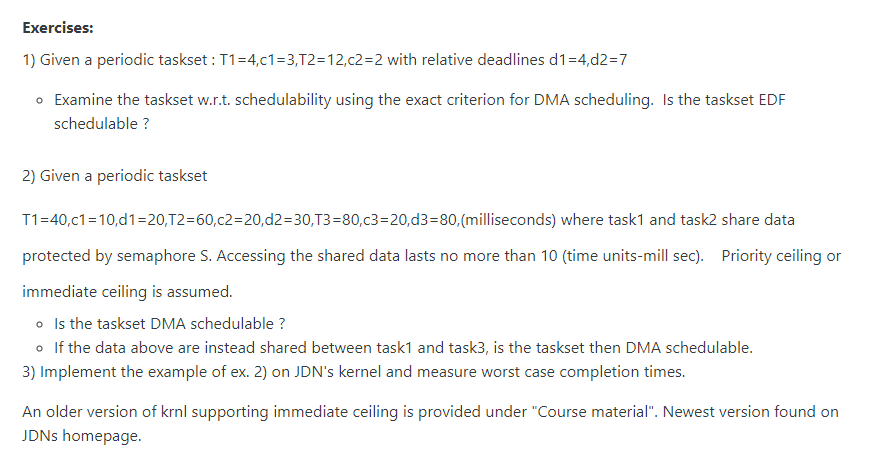 Exercises:
1) Given a periodic taskset : T1=4,c1=3,T2=12,c2=2 with relative deadlines d1=4,d2=7
Examine the taskset w.r.t. schedulability using the exact criterion for DMA scheduling.  Is the taskset EDF
schedulable ?
2) Given a periodic taskset
T1=40,c1=10,d1=20,T2=60,c2=20,d2=30,T3=80,c3=20,d3=80,(milliseconds) where task1 and task2 share data
protected by semaphore S. Accessing the shared data lasts no more than 10 (time units-mill sec).    Priority ceiling or
immediate ceiling is assumed.
Is the taskset DMA schedulable ?
If the data above are instead shared between task1 and task3, is the taskset then DMA schedulable.
3) Implement the example of ex. 2) on JDN's kernel and measure worst case completion times.
An older version of krnl supporting immediate ceiling is provided under "Course material". Newest version found on
JDNs homepage.